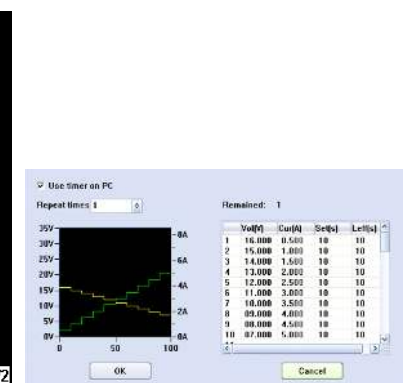 Use timer on PC
Repeat times 1
Remained: 1
35V
30V
25V
20V
15V
10V
5V
0V
8A
6A
4A
2A
0A
0 50 100
Vol(V) Cur(A) Set(s) Left(s)
1 16.000 0.500 10 10
2 15.000 1.000 10 10
3 14.000 1.500 10 10
4 13.000 2.000 10 10
5 12.000 2.500 10 10
6 11.000 3.000 10 10
7 10.000 3.500 10 10
8 09.000 4.000 10 10
9 08.000 4.500 10 10
10 07.000 5.000 10 10
OK
Cancel